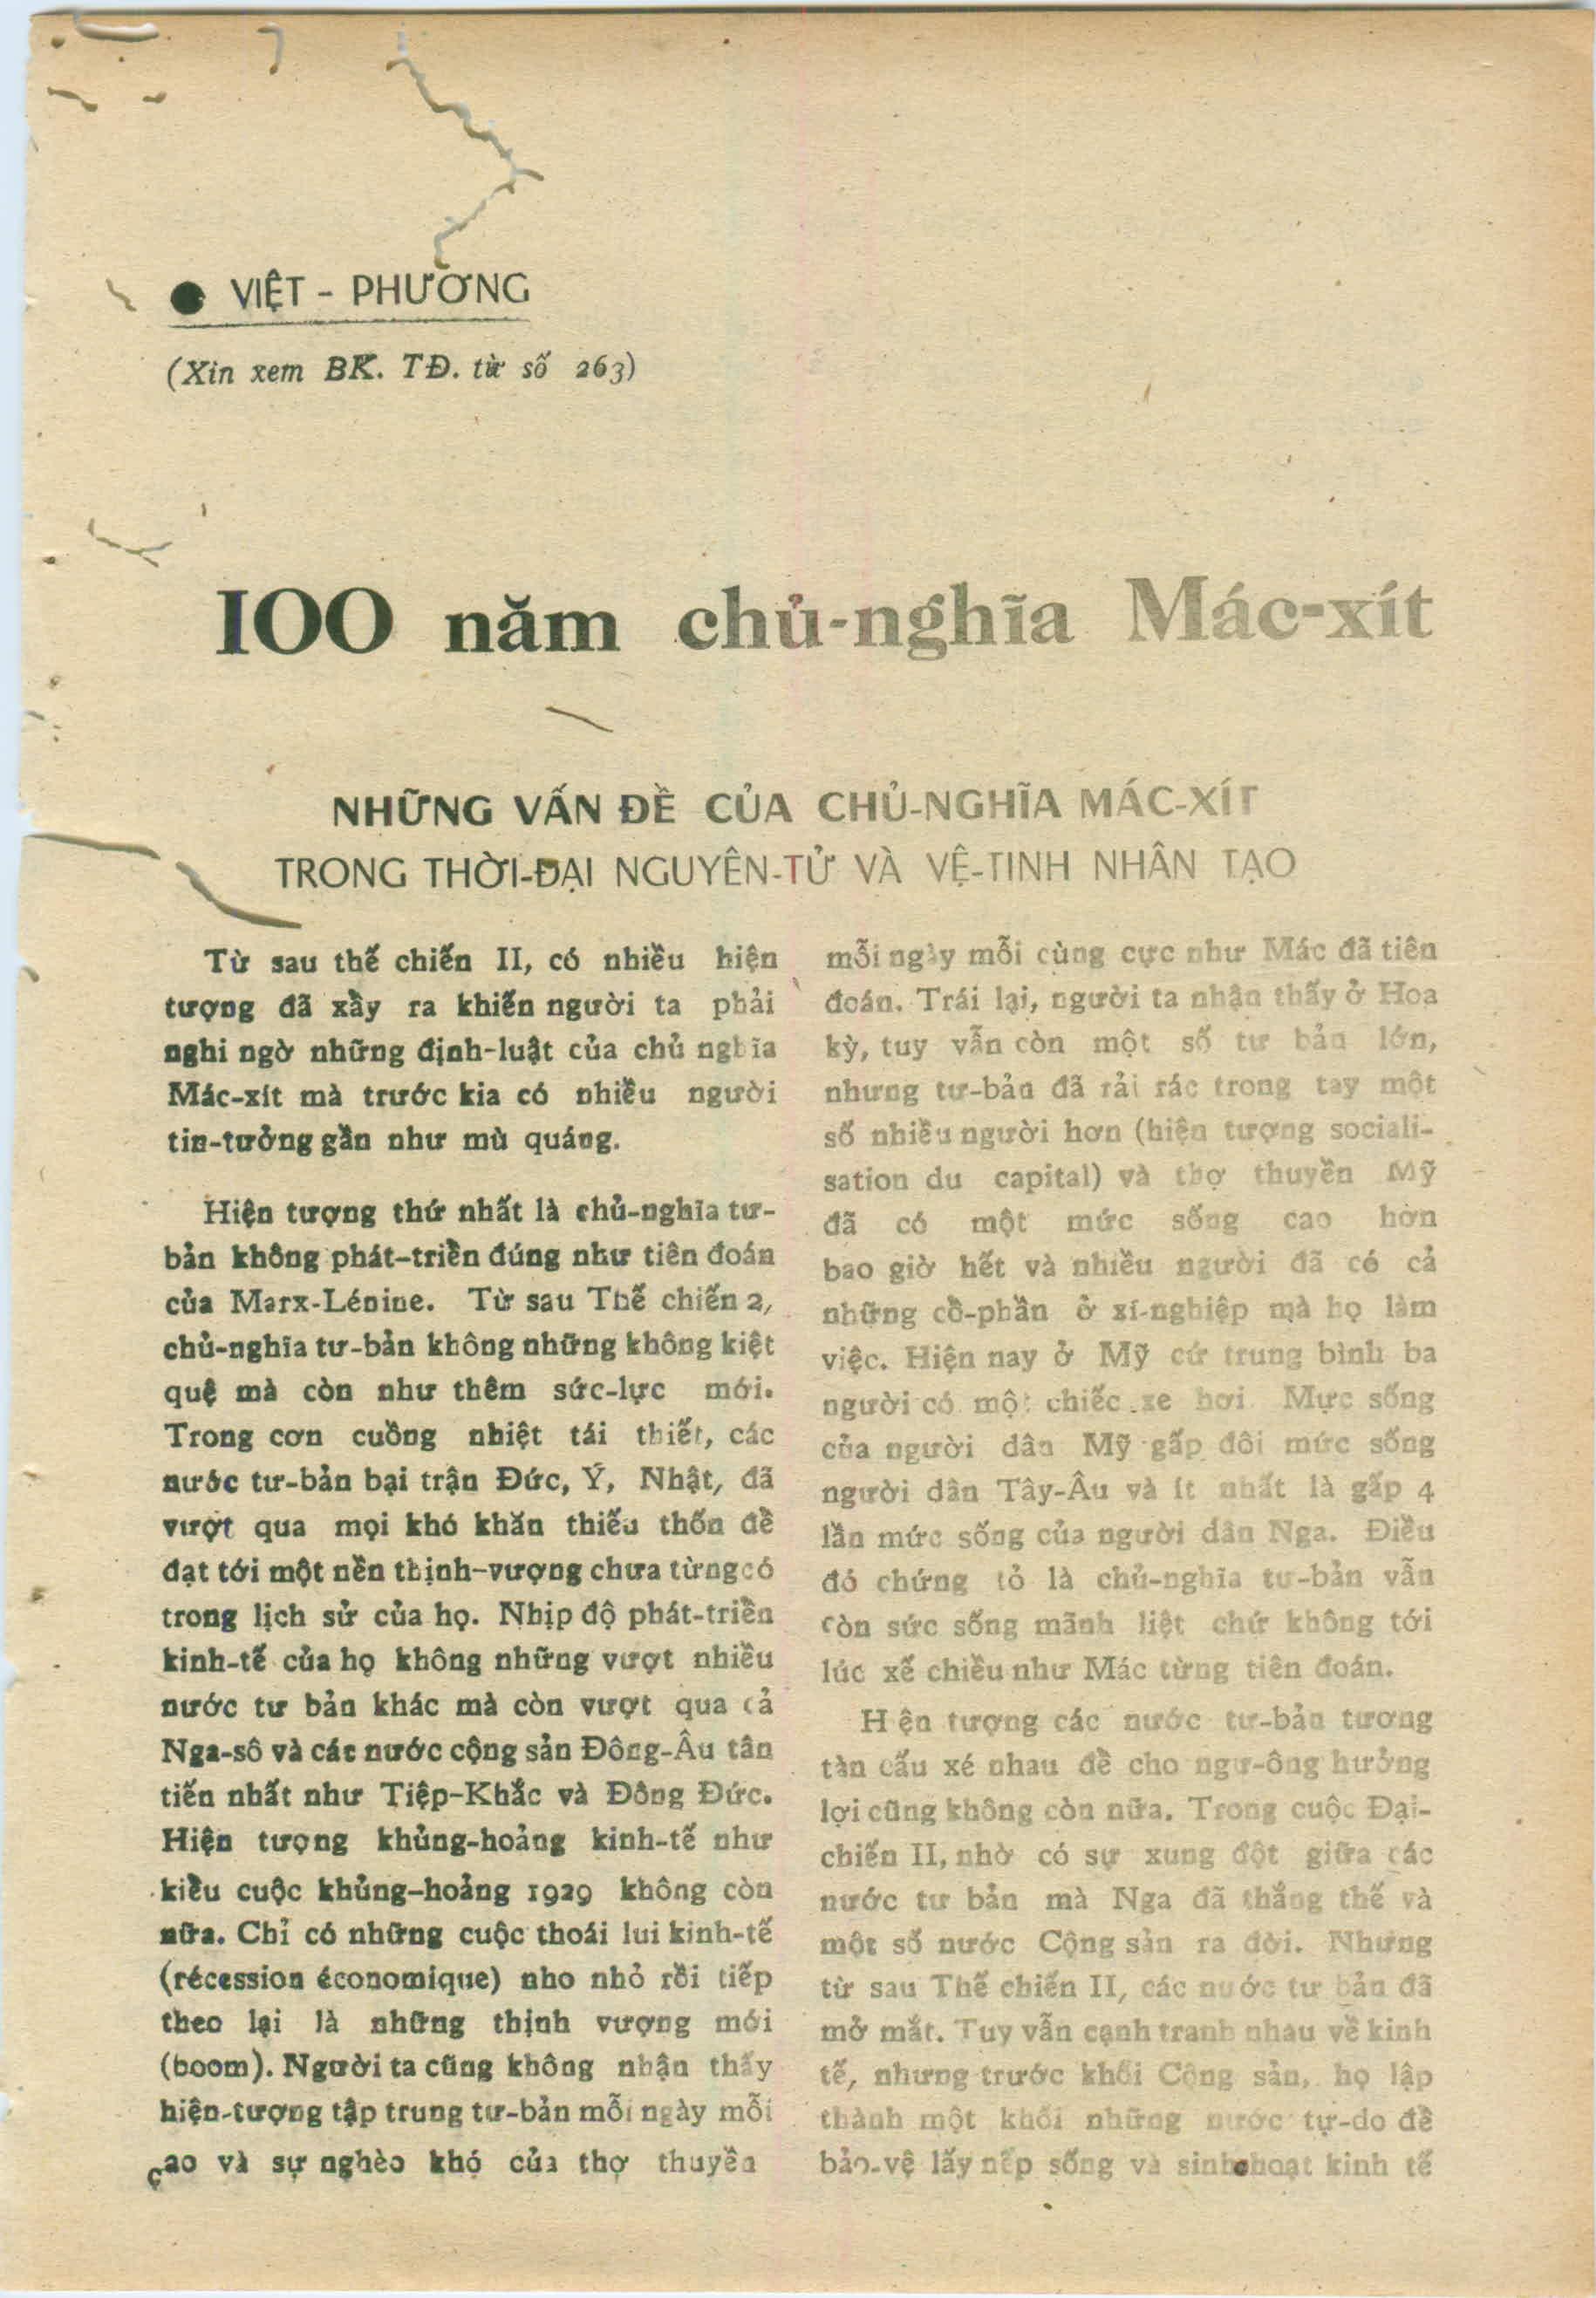 ● VIỆT - PHƯƠNG
(Xin xem BK. TĐ. từ số 263)
100 năm chủ-nghĩa Mác-xít
NHỮNG VẤN ĐỀ CỦA CHỦ-NGHĨA MÁC-XÍT
TRONG THỜI-ĐẠI NGUYÊN-TỬ VÀ VỆ-TINH NHÂN TẠO
Từ sau thế chiến II, có nhiều hiện
tượng đã xẩy ra khiến người ta phải
nghi ngờ những định-luật của chủ nghĩa
Mác-xít mà trước kia có nhiều người
tin-tưởng gần như mù quáng.
Hiện tượng thứ nhất là chủ-nghĩa tư-
bản không phát-triển đúng như tiên đoán
của Marx-Lénine. Từ sau Thế chiến 2,
chủ-nghĩa tư-bản không những không kiệt
quệ mà còn như thêm sức-lực mới.
Trong cơn cuồng nhiệt tái thiết, các
nước tư-bản bại trận Đức, Ý, Nhật, đã
vượt qua mọi khó khăn thiếu thốn để
đạt tới một nền thịnh-vượng chưa từng có
trong lịch sử của họ. Nhịp độ phát-triển
kinh-tế của họ không những vượt nhiều
nước tư bản khác mà còn vượt qua cả
Nga-sô và các nước cộng sản Đông-Âu tân
tiến nhất như Tiệp-Khắc và Đông Đức.
Hiện tượng khủng-hoảng kinh-tế như
kiểu cuộc khủng-hoảng 1929 không còn
nữa. Chỉ có những cuộc thoái lui kinh-tế
(récession économique) nho nhỏ rồi tiếp
theo lại là những thịnh vượng mới
(boom). Người ta cũng không nhận thấy
hiện-tượng tập trung tư-bản mỗi ngày mỗi
cao và sự nghèo khó của thợ thuyền
mỗi ngày mỗi cùng cực như Mác đã tiên
đoán. Trái lại, người ta nhận thấy ở Hoa
kỳ, tuy vẫn còn một số tư bản lớn,
nhưng tư-bản đã rải rác trong tay một
số nhiều người hơn (hiện tượng sociali-
sation du capital) và thợ thuyền Mỹ
đã có một mức sống cao hơn
bao giờ hết và nhiều người đã có cả
những cổ-phần ở xí-nghiệp mà họ làm
việc. Hiện nay ở Mỹ cứ trung bình ba
người có một chiếc xe hơi. Mực sống
của người dân Mỹ gấp đôi mức sống
người dân Tây-Âu và ít nhất là gấp 4
lần mức sống của người dân Nga. Điều
đó chứng tỏ là chủ-nghĩa tư-bản vẫn
còn sức sống mãnh liệt chứ không tới
lúc xế chiều như Mác từng tiên đoán.
Hiện tượng các nước tư-bản tương
tàn cấu xé nhau để cho ngư-ông hưởng
lợi cũng không còn nữa. Trong cuộc Đại-
chiến II, nhờ có sự xung đột giữa các
nước tư bản mà Nga đã thắng thế và
một số nước Cộng sản ra đời. Nhưng
từ sau Thế chiến II, các nước tư bản đã
mở mắt. Tuy vẫn cạnh tranh nhau về kinh
tế, nhưng trước khối Cộng sản, họ lập
thành một khối những nước tự-do để
bảo-vệ lấy nếp sống và sinh-hoạt kinh tế